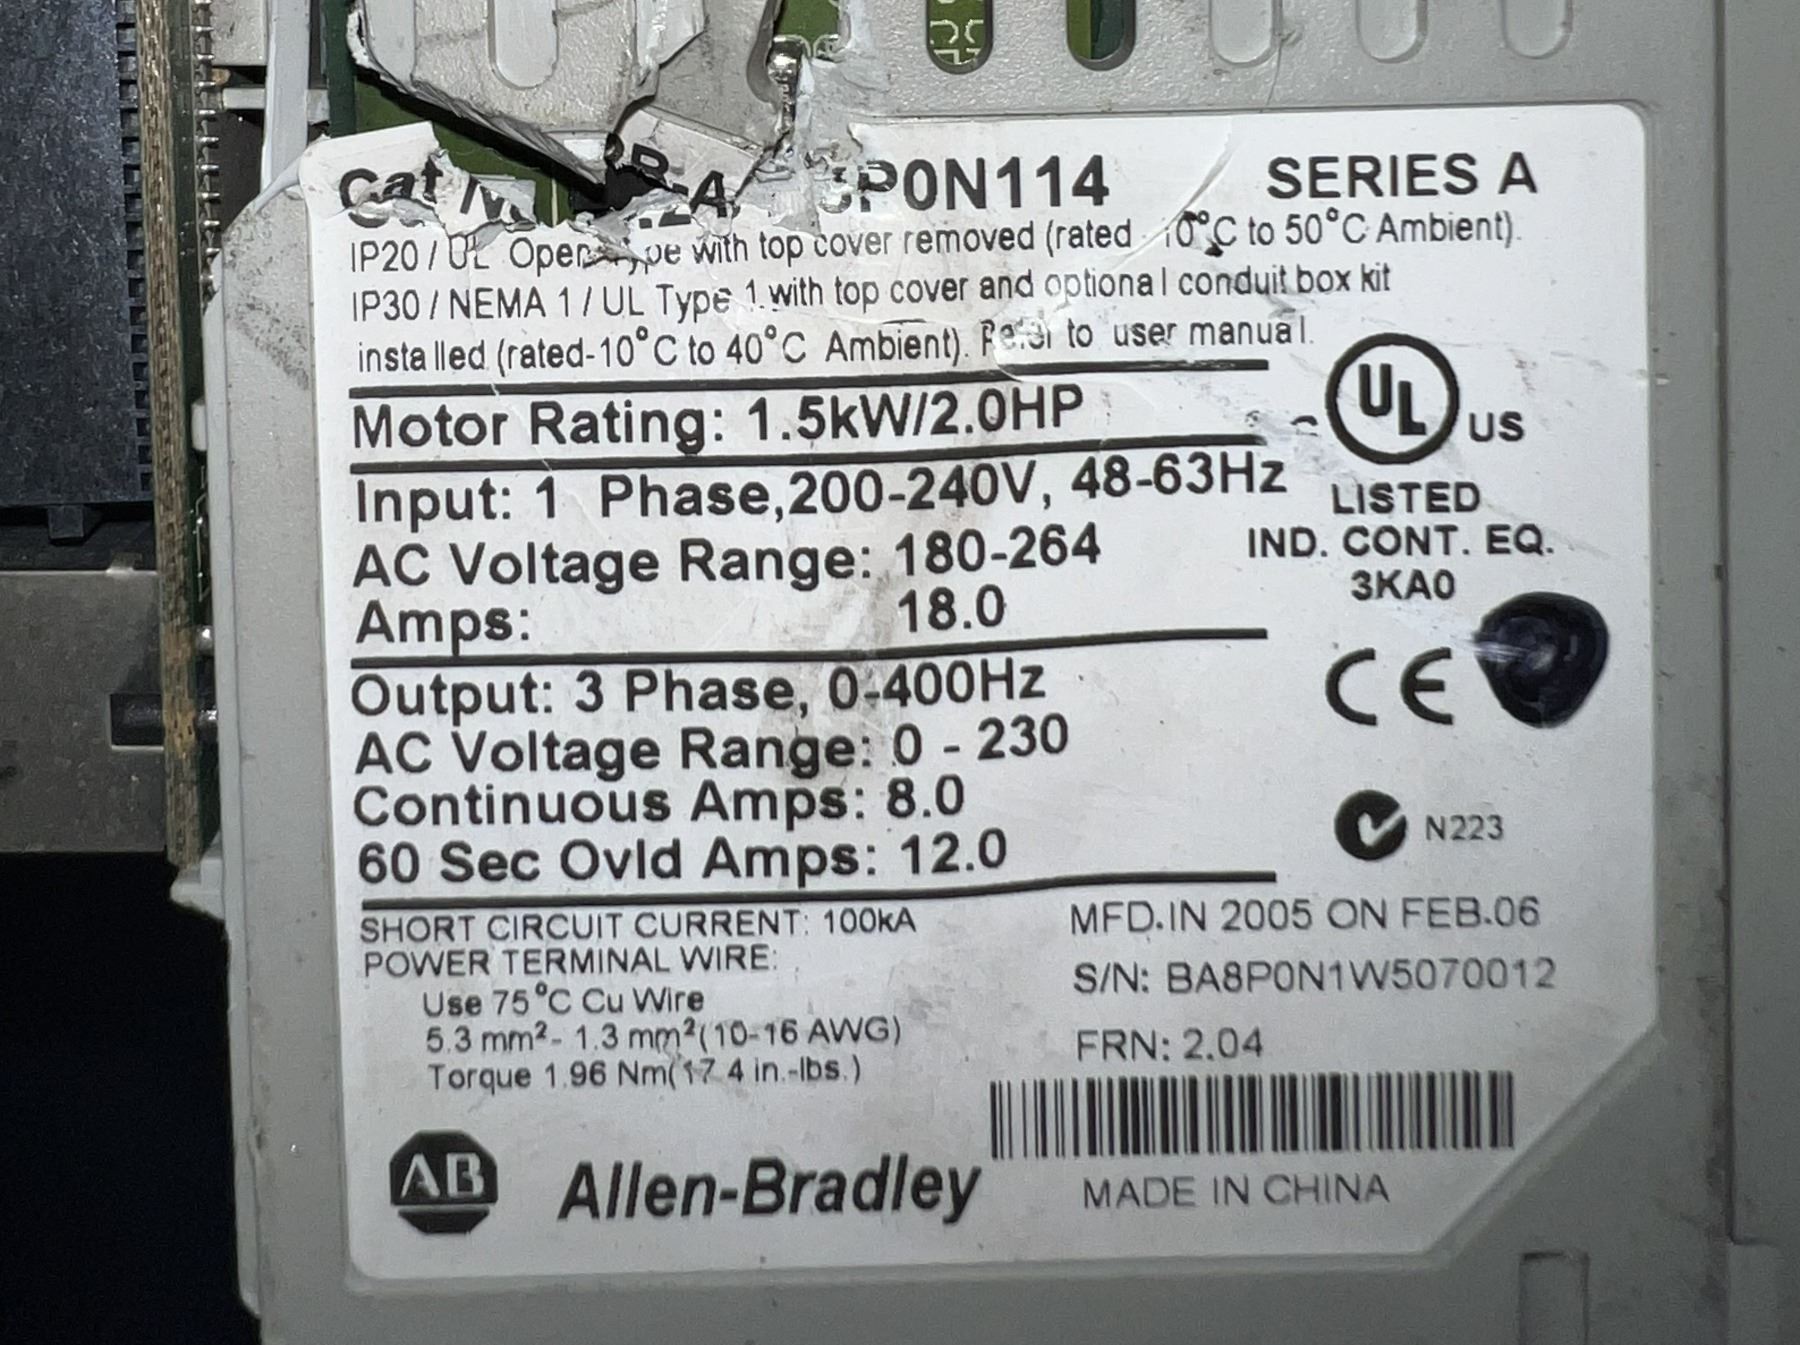 Cat P0N114 SERIES A
IP20 / UL Open Type with top cover removed (rated -10°C to 50°C Ambient).
IP30 / NEMA 1 / UL Type 1 with top cover and optional conduit box kit
installed (rated-10°C to 40°C Ambient). Refer to user manual.
Motor Rating: 1.5kW/2.0HP
Input: 1 Phase,200-240V, 48-63Hz
AC Voltage Range: 180-264
Amps: 18.0
Output: 3 Phase, 0-400Hz
AC Voltage Range: 0 - 230
Continuous Amps: 8.0
60 Sec Ovld Amps: 12.0
UL US
LISTED
IND. CONT. EQ.
3KA0
CE
N223
SHORT CIRCUIT CURRENT: 100kA
POWER TERMINAL WIRE:
Use 75°C Cu Wire
5.3 mm²- 1.3 mm²(10-16 AWG)
Torque 1.96 Nm(17.4 in.-lbs.)
MFD.IN 2005 ON FEB.06
S/N: BA8P0N1W5070012
FRN: 2.04
AB Allen-Bradley
MADE IN CHINA